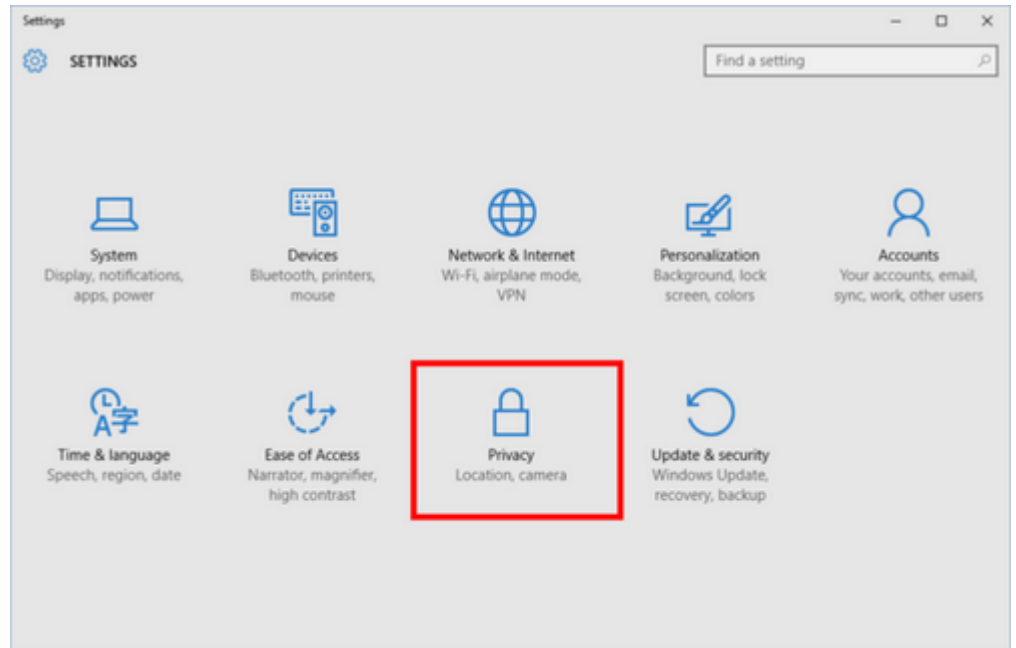 Settings
SETTINGS
Find a setting
System
Display, notifications,
apps, power
Devices
Bluetooth, printers,
mouse
Network & Internet
Wi-Fi, airplane mode,
VPN
Personalization
Background, lock
screen, colors
Accounts
Your accounts, email,
sync, work, other users
Time & language
Speech, region, date
Ease of Access
Narrator, magnifier,
high contrast
Privacy
Location, camera
Update & security
Windows Update,
recovery, backup